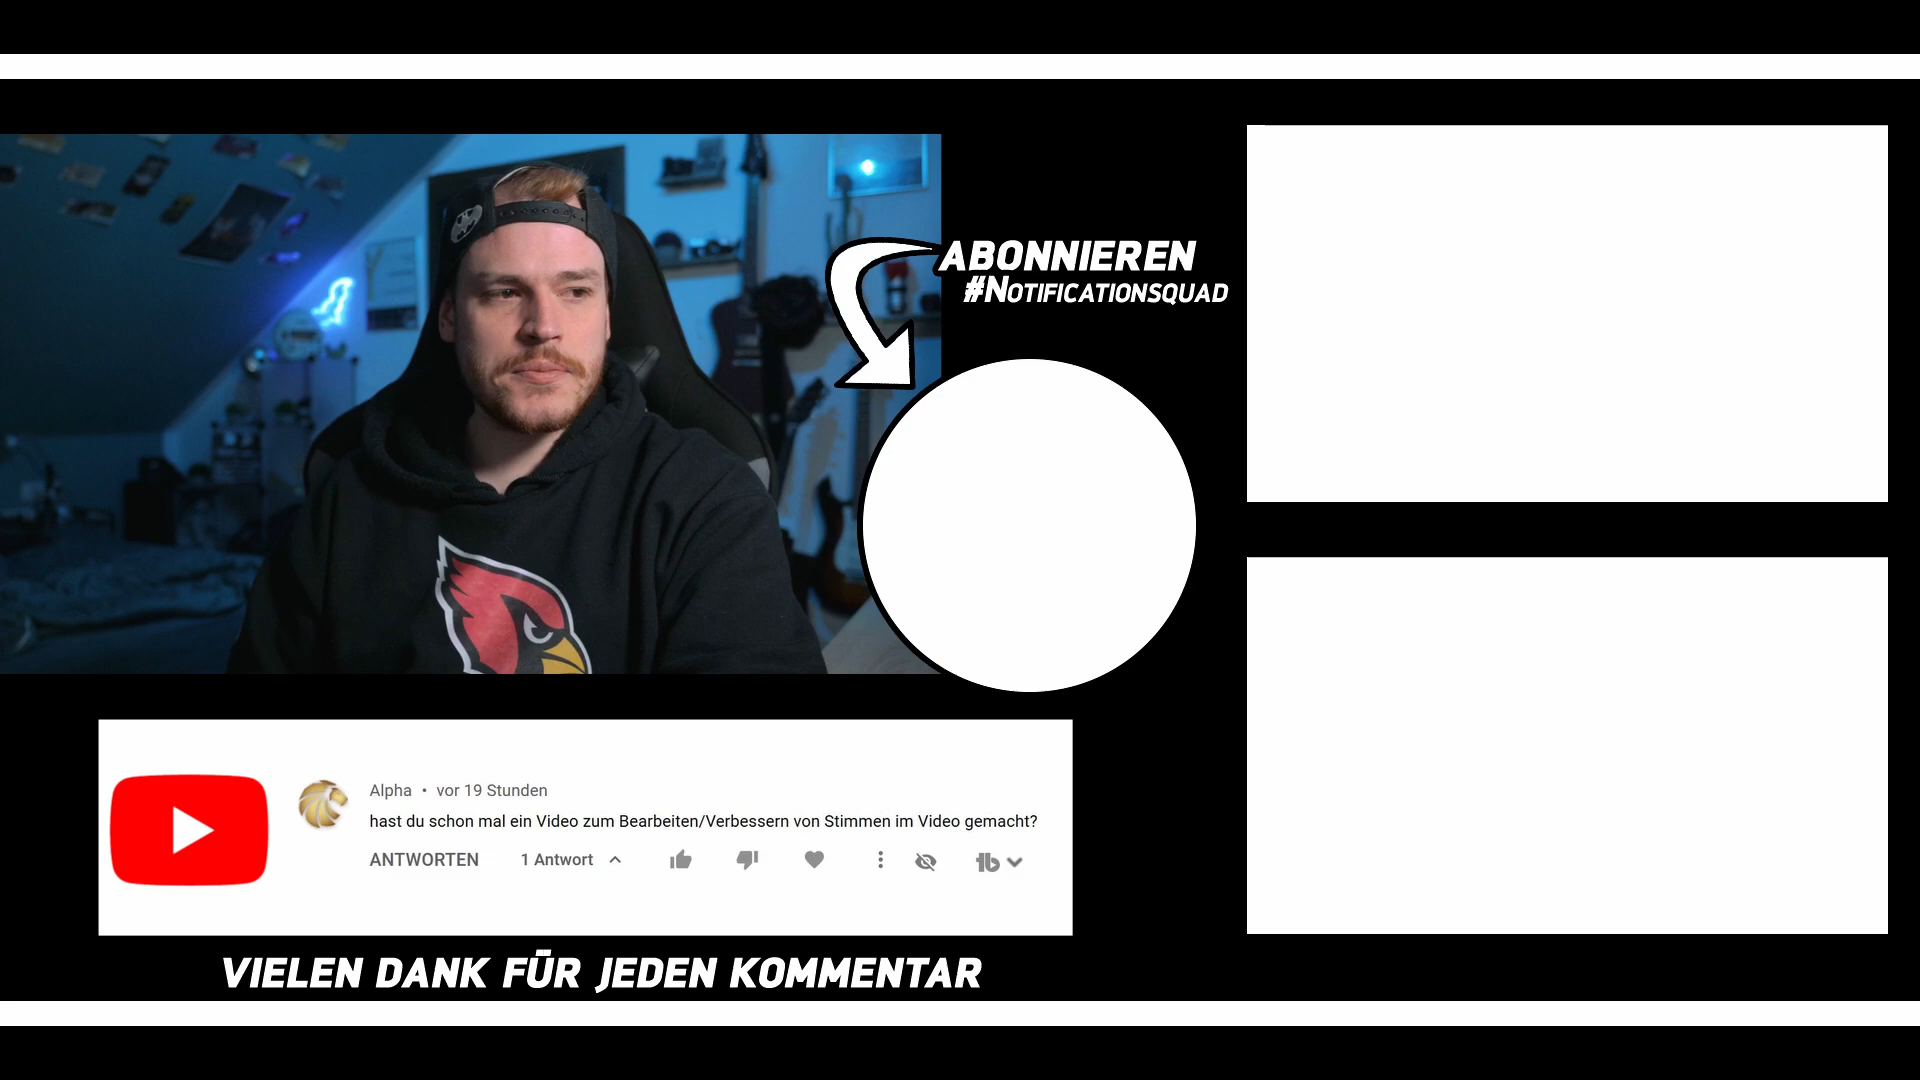 ABONNIEREN
#NOTIFICATIONSQUAD
Alpha • vor 19 Stunden
hast du schon mal ein Video zum Bearbeiten/Verbessern von Stimmen im Video gemacht?
ANTWORTEN 1 Antwort
VIELEN DANK FÜR JEDEN KOMMENTAR